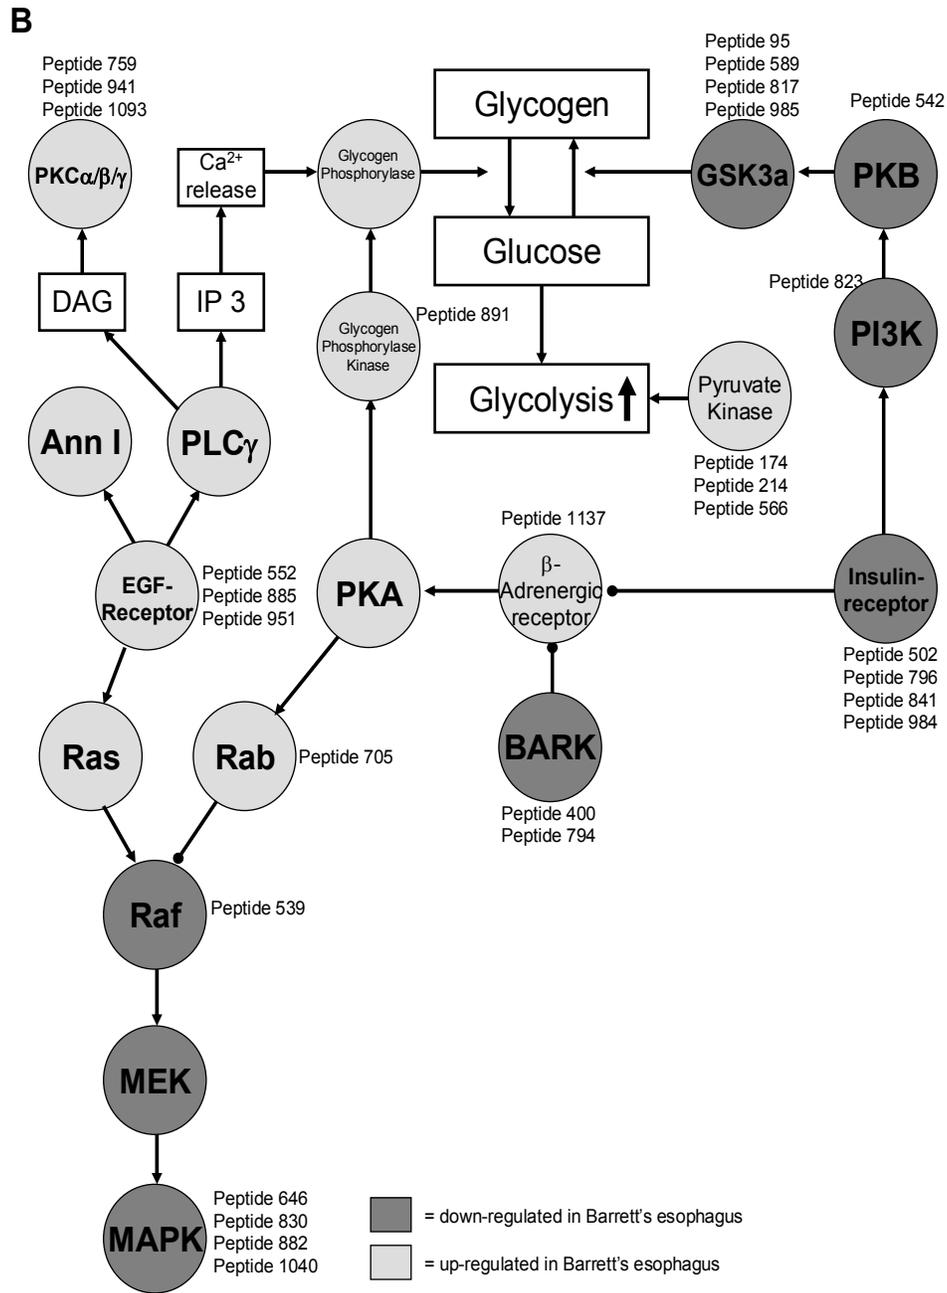 B
Peptide 759
Peptide 941
Peptide 1093
PKCα/β/γ
Ca2+
release
Glycogen
Phosphorylase
Glycogen
Peptide 95
Peptide 589
Peptide 817
Peptide 985
GSK3a
Peptide 542
PKB
DAG
IP 3
Glucose
Glycogen
Phosphorylase
Kinase
Peptide 891
Peptide 823
PI3K
Ann I
PLCγ
Glycolysis
Pyruvate
Kinase
Peptide 174
Peptide 214
Peptide 566
EGF-
Receptor
Peptide 552
Peptide 885
Peptide 951
PKA
Peptide 1137
β-
Adrenergic
receptor
Insulin-
receptor
Peptide 502
Peptide 796
Peptide 841
Peptide 984
Ras
Rab
Peptide 705
BARK
Peptide 400
Peptide 794
Raf
Peptide 539
MEK
MAPK
Peptide 646
Peptide 830
Peptide 882
Peptide 1040
= down-regulated in Barrett's esophagus
= up-regulated in Barrett's esophagus